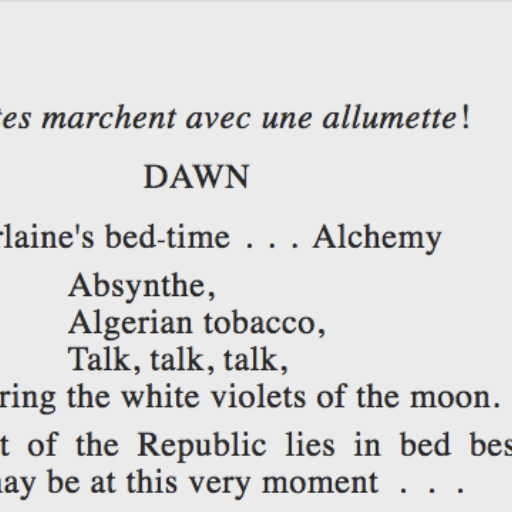 tes marchent avec une allumette!
DAWN
rlaine's bed-time . . . Alchemy
Absynthe,
Algerian tobacco,
Talk, talk, talk,
ring the white violets of the moon.
t of the Republic lies in bed bes
ay be at this very moment . . .